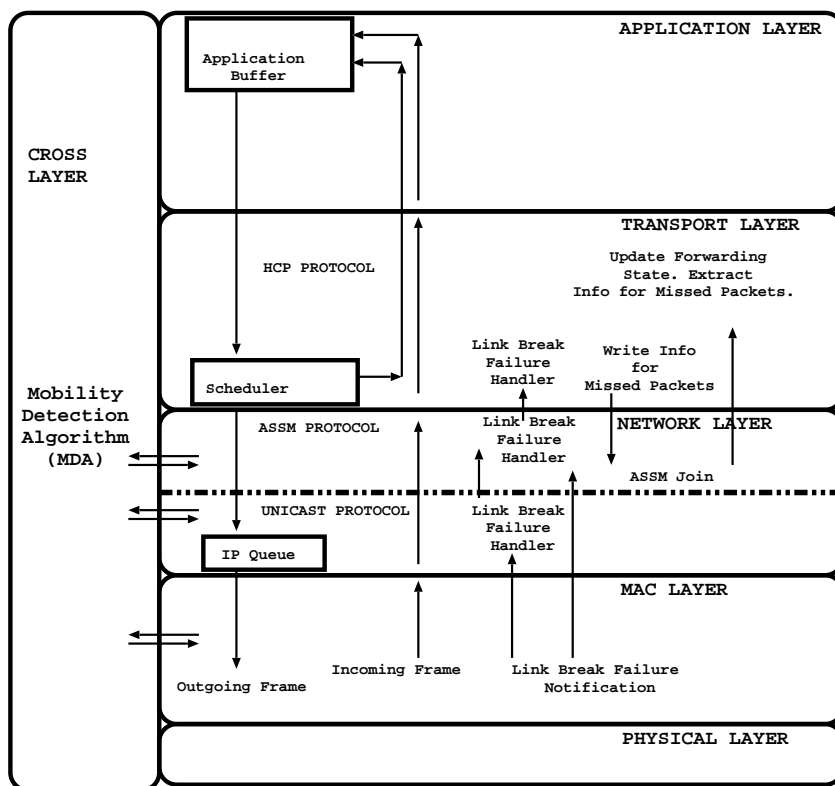 APPLICATION LAYER
Application
Buffer
CROSS
LAYER
TRANSPORT LAYER
Update Forwarding
State. Extract
Info for Missed Packets.
HCP PROTOCOL
Link Break
Failure
Handler
Write Info
for
Missed Packets
Scheduler
Mobility
Detection
Algorithm
(MDA)
NETWORK LAYER
ASSM PROTOCOL
Link Break
Failure
Handler
ASSM Join
UNICAST PROTOCOL
Link Break
Failure
Handler
IP Queue
MAC LAYER
Incoming Frame
Link Break Failure
Notification
Outgoing Frame
PHYSICAL LAYER